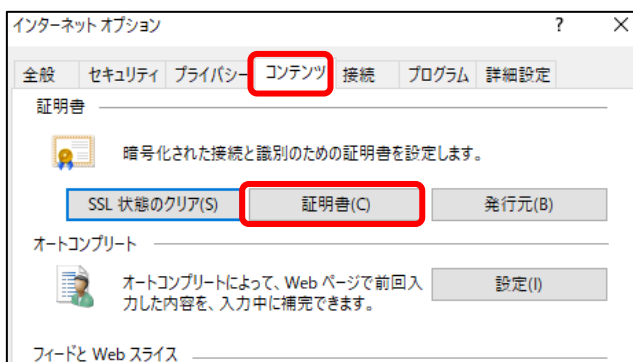 インターネット オプション ? ×
全般 セキュリティ プライバシー コンテンツ 接続 プログラム 詳細設定
証明書
暗号化された接続と識別のための証明書を設定します。
SSL 状態のクリア(S) 証明書(C) 発行元(B)
オートコンプリート
オートコンプリートによって、Web ページで前回入
力した内容を、入力中に補完できます。
設定(I)
フィードと Web スライス